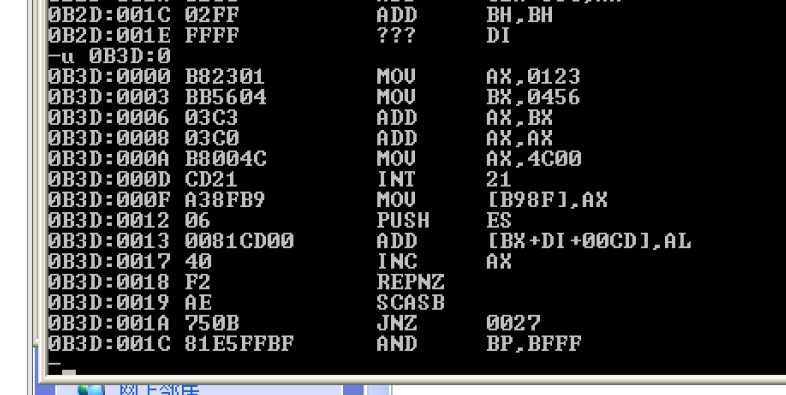 0B2D:001C 02FF ADD BH,BH
0B2D:001E FFFF ??? DI
-u 0B3D:0
0B3D:0000 B82301 MOV AX,0123
0B3D:0003 BB5604 MOV BX,0456
0B3D:0006 03C3 ADD AX,BX
0B3D:0008 03C0 ADD AX,AX
0B3D:000A B8004C MOV AX,4C00
0B3D:000D CD21 INT 21
0B3D:000F A38FB9 MOV [B98F],AX
0B3D:0012 06 PUSH ES
0B3D:0013 0081CD00 ADD [BX+DI+00CD],AL
0B3D:0017 40 INC AX
0B3D:0018 F2 REPNZ
0B3D:0019 AE SCASB
0B3D:001A 750B JNZ 0027
0B3D:001C 81E5FFBF AND BP,BFFF
-
网上邻居